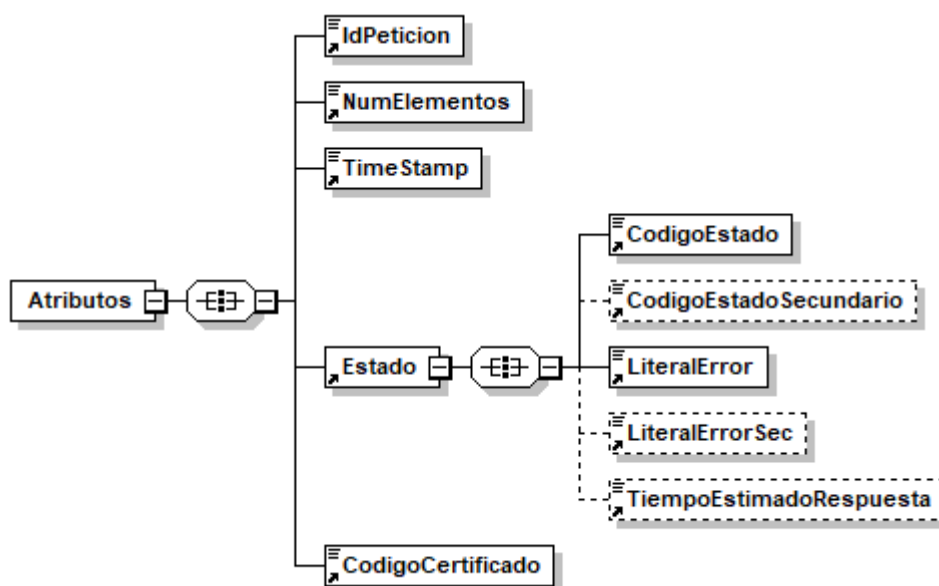 IdPeticion
NumElementos
TimeStamp
CodigoEstado
CodigoEstadoSecundario
Atributos
Estado
LiteralError
LiteralErrorSec
TiempoEstimadoRespuesta
CodigoCertificado